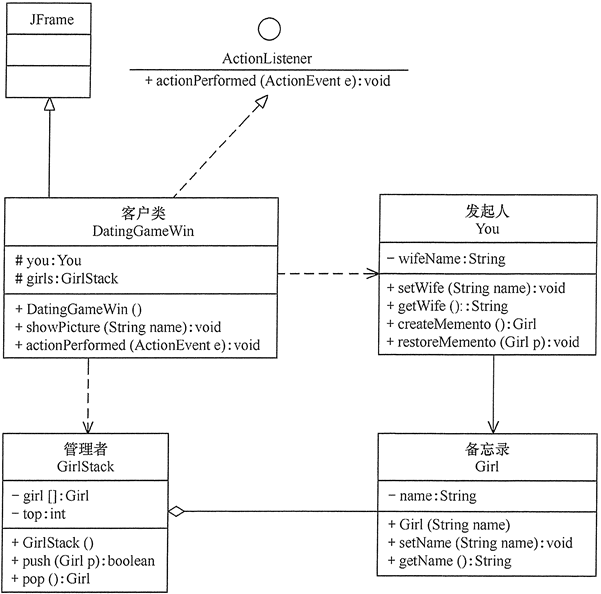 JFrame
ActionListener
+ actionPerformed (ActionEvent e): void
客户类
DatingGameWin
# you:You
# girls:GirlStack
+ DatingGameWin ()
+ showPicture (String name): void
+ actionPerformed (ActionEvent e): void
发起人
You
− wifeName:String
+ setWife (String name): void
+ getWife ()::String
+ createMemento ():Girl
+ restoreMemento (Girl p): void
管理者
GirlStack
− girl []:Girl
− top:int
+ GirlStack ()
+ push (Girl p): boolean
+ pop ():Girl
备忘录
Girl
− name:String
+ Girl (String name)
+ setName (String name): void
+ getName ():String